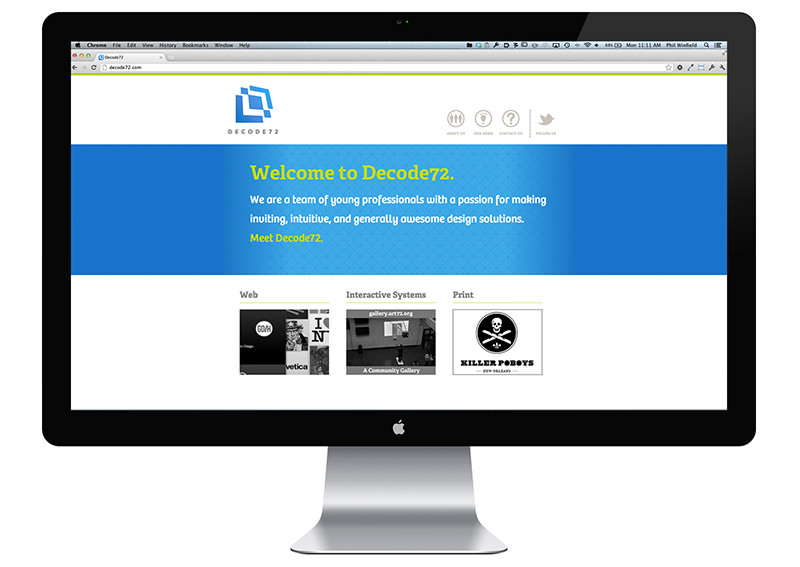 Chrome File Edit View History Bookmarks Window Help
Mon 11:11 AM Phil Winfield
Decode72
decode72.com
DECODE72
ABOUT US OUR WORK CONTACT US FOLLOW US
Welcome to Decode72.
We are a team of young professionals with a passion for making
inviting, intuitive, and generally awesome design solutions.
Meet Decode72.
Web
Interactive Systems
Print
I
N
vetica
gallery.art72.org
A Community Gallery
KILLER POBOYS
NEW ORLEANS